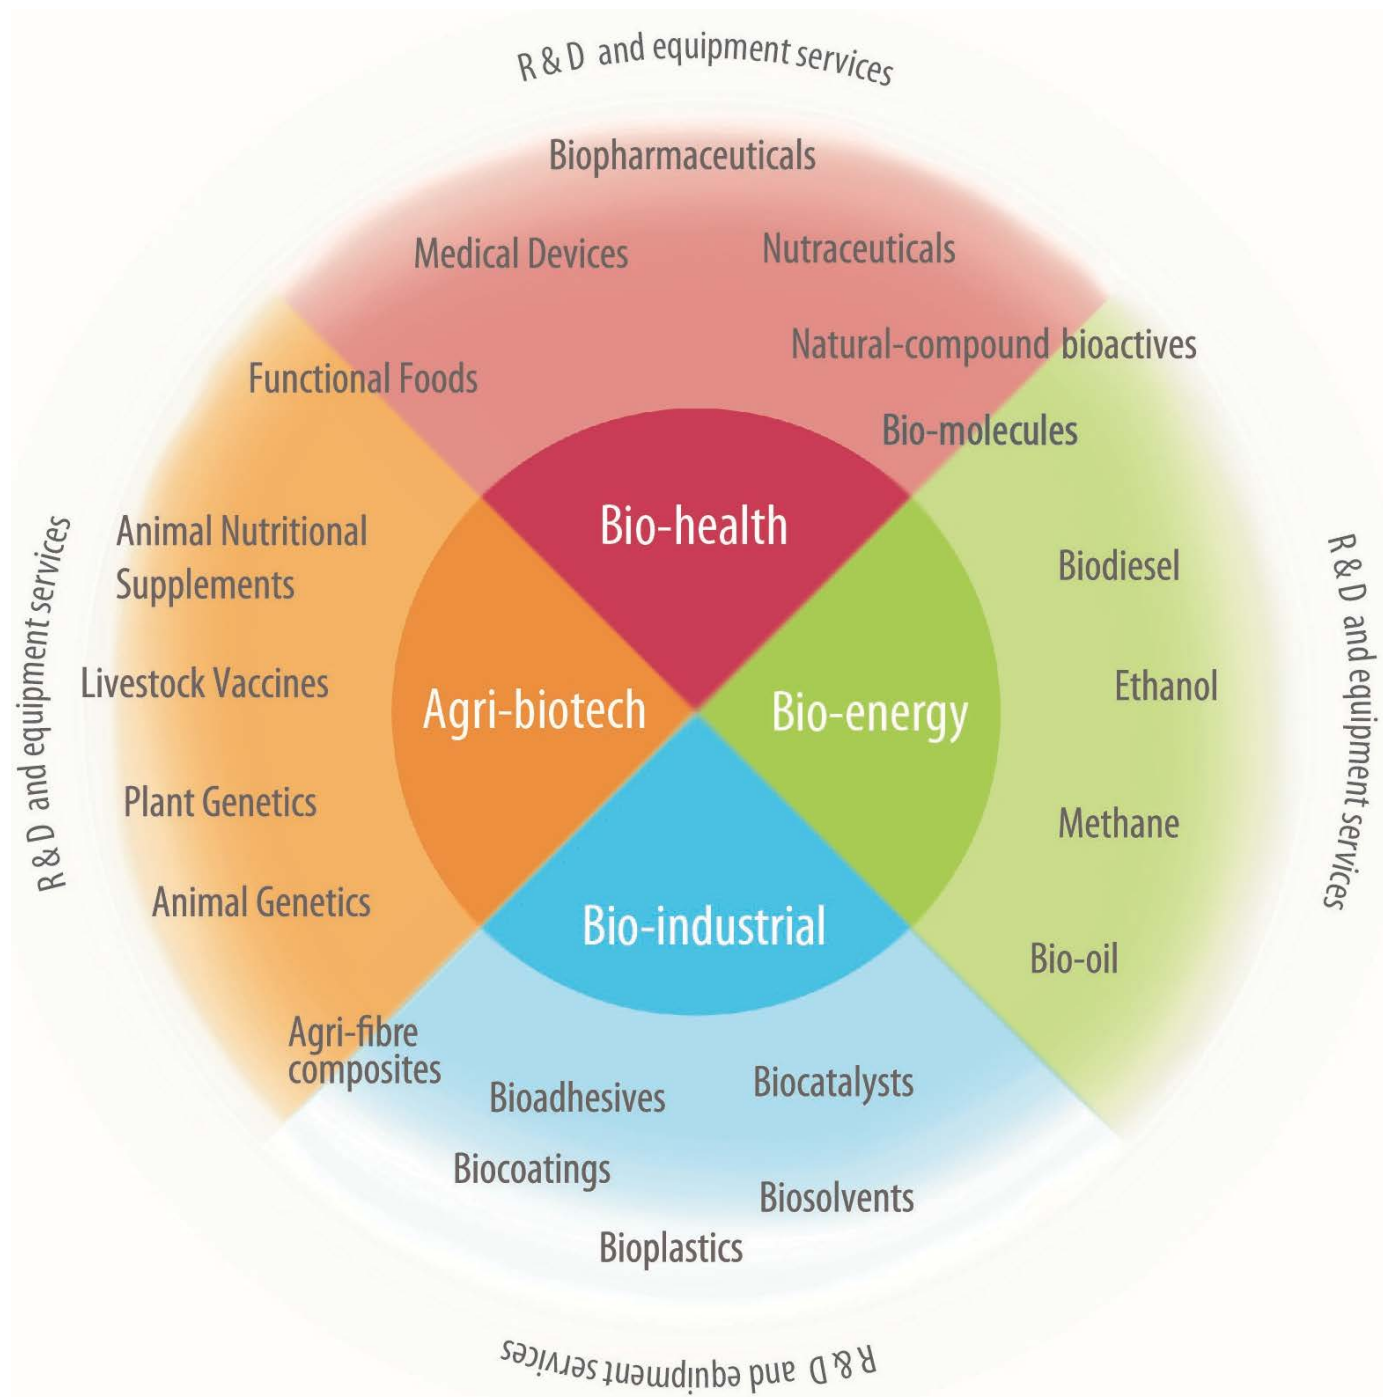 R & D and equipment services
Biopharmaceuticals
Medical Devices
Nutraceuticals
Natural-compound bioactives
Functional Foods
Bio-molecules
Bio-health
Animal Nutritional
Supplements
Livestock Vaccines
Plant Genetics
Animal Genetics
Agri-biotech
Bio-energy
Biodiesel
Ethanol
Methane
Bio-oil
Bio-industrial
Agri-fibre
composites
Bioadhesives
Biocatalysts
Biocoatings
Biosolvents
Bioplastics
R & D and equipment services
R & D and equipment services
R & D and equipment services